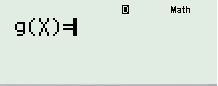 D Math
g(X)=